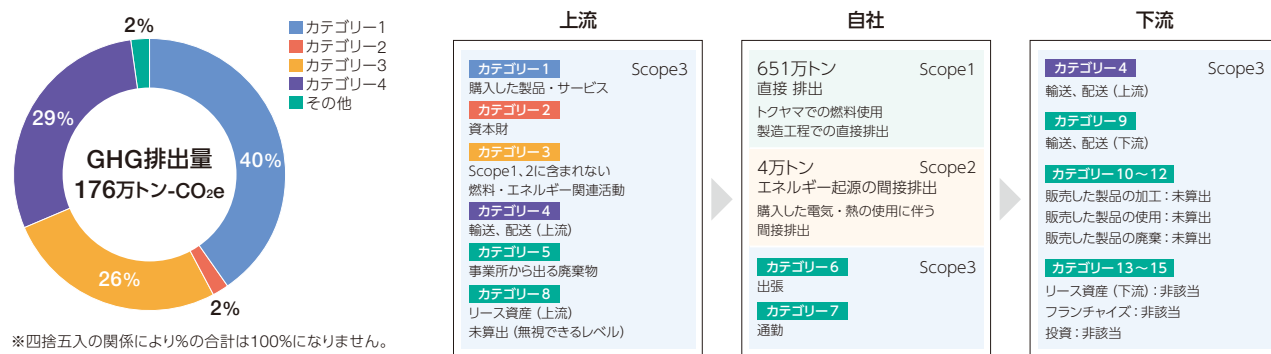 2%
29%
40%
26%
2%
GHG排出量
176万トン-CO₂e
カテゴリー1
カテゴリー2
カテゴリー3
カテゴリー4
その他
※四捨五入の関係により%の合計は100%になりません。
上流
カテゴリー1 Scope3
購入した製品・サービス
カテゴリー2
資本財
カテゴリー3
Scope1、2に含まれない
燃料・エネルギー関連活動
カテゴリー4
輸送、配送（上流）
カテゴリー5
事業所から出る廃棄物
カテゴリー8
リース資産（上流）
未算出（無視できるレベル）
自社
651万トン Scope1
直接 排出
トクヤマでの燃料使用
製造工程での直接排出
4万トン Scope2
エネルギー起源の間接排出
購入した電気・熱の使用に伴う
間接排出
カテゴリー6 Scope3
出張
カテゴリー7
通勤
下流
カテゴリー4 Scope3
輸送、配送（上流）
カテゴリー9
輸送、配送（下流）
カテゴリー10～12
販売した製品の加工：未算出
販売した製品の使用：未算出
販売した製品の廃棄：未算出
カテゴリー13～15
リース資産（下流）：非該当
フランチャイズ：非該当
投資：非該当